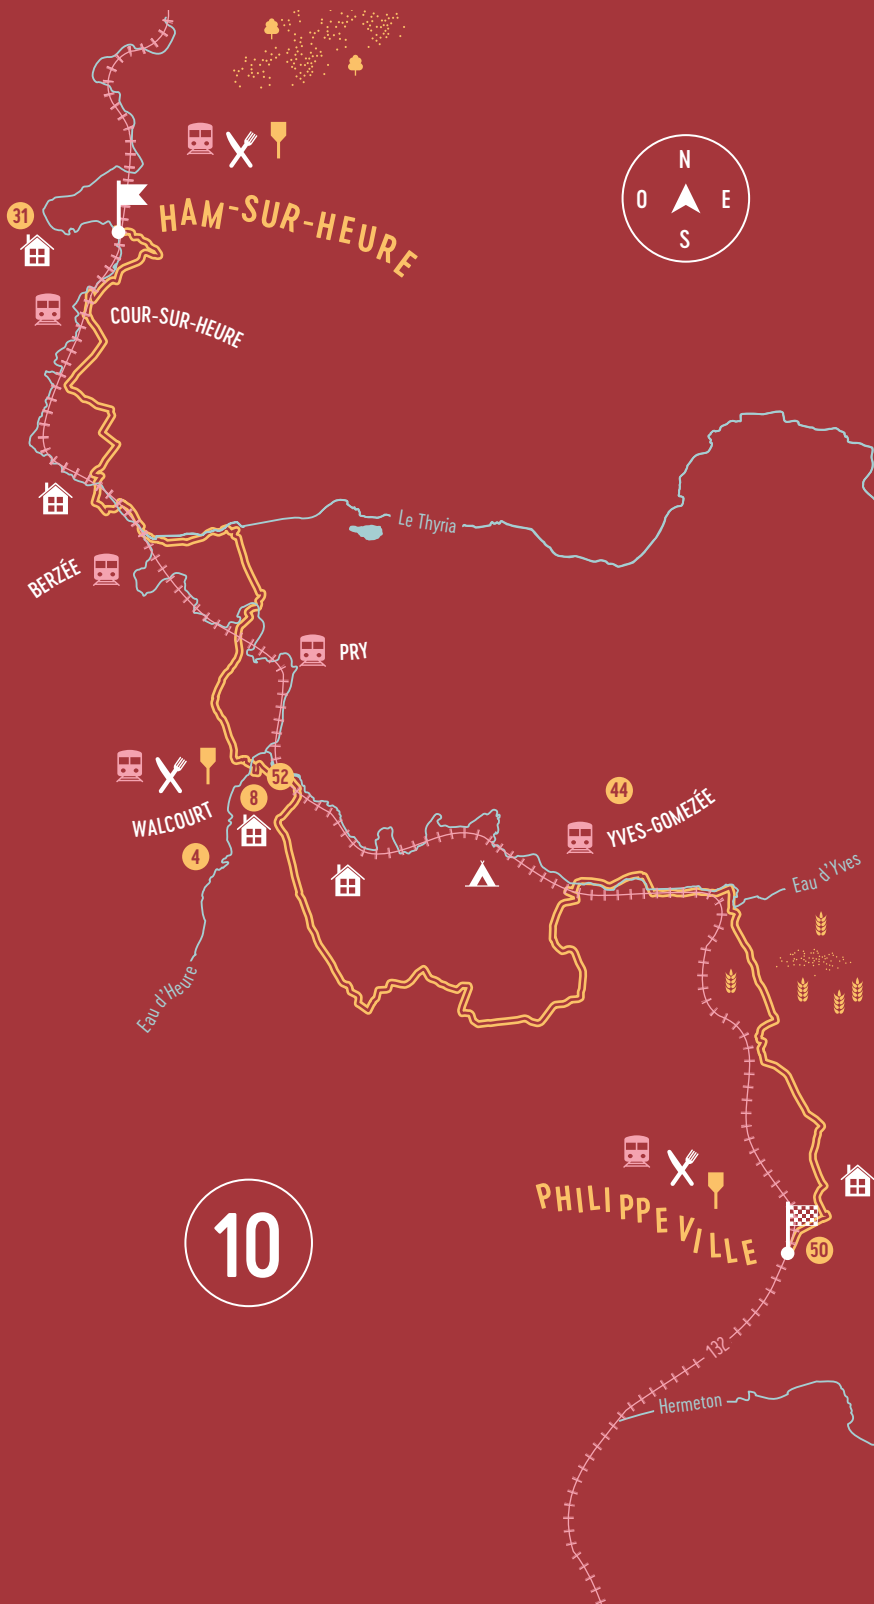 N
O
E
S
31
HAM-SUR-HEURE
COUR-SUR-HEURE
Le Thyria
BERZÉE
PRY
52
8
44
WALCOURT
YVES-GOMEZÉE
4
Eau d'Yves
Eau d'Heure
PHILIPPEVILLE
10
50
132
Hermeton